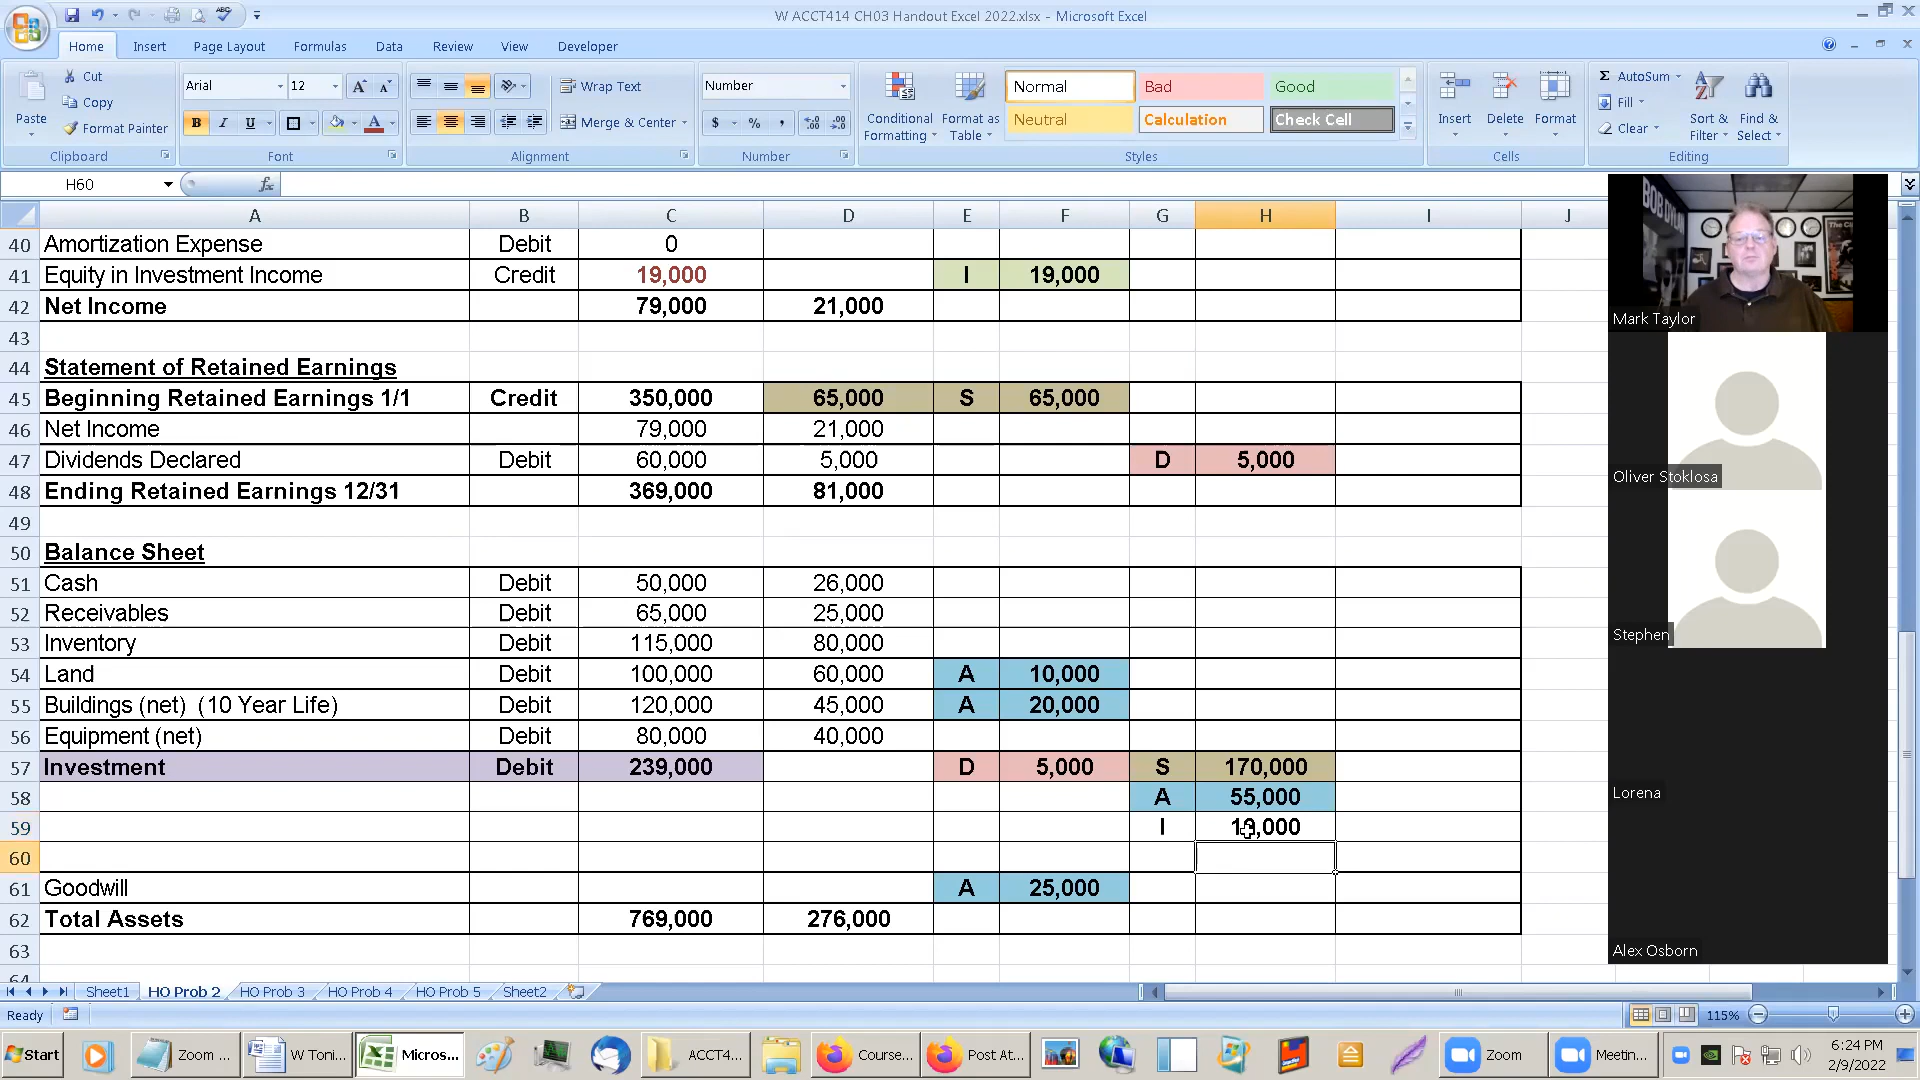 W ACCT414 CH03 Handout Excel 2022.xlsx - Microsoft Excel
Home Insert Page Layout Formulas Data Review View Developer
Paste Cut Copy Format Painter Clipboard
Arial 12 B I U A Font
Wrap Text Merge & Center Alignment
Number $ % , Number
Conditional Formatting Format as Table Normal Bad Good Neutral Calculation Check Cell Styles
Insert Delete Format Cells
Σ AutoSum Fill Clear Sort & Filter Find & Select Editing
H60 fx
A B C D E F G H I J
40 Amortization Expense Debit 0
41 Equity in Investment Income Credit 19,000 I 19,000
42 Net Income 79,000 21,000
43
44 Statement of Retained Earnings
45 Beginning Retained Earnings 1/1 Credit 350,000 65,000 S 65,000
46 Net Income 79,000 21,000
47 Dividends Declared Debit 60,000 5,000 D 5,000
48 Ending Retained Earnings 12/31 369,000 81,000
49
50 Balance Sheet
51 Cash Debit 50,000 26,000
52 Receivables Debit 65,000 25,000
53 Inventory Debit 115,000 80,000
54 Land Debit 100,000 60,000 A 10,000
55 Buildings (net) (10 Year Life) Debit 120,000 45,000 A 20,000
56 Equipment (net) Debit 80,000 40,000
57 Investment Debit 239,000 D 5,000 S 170,000
58 A 55,000
59 I 19,000
60
61 Goodwill A 25,000
62 Total Assets 769,000 276,000
63
64
BOB DYLAN
Mark Taylor
Oliver Stoklosa
Stephen
Lorena
Alex Osborn
Sheet1 HO Prob 2 HO Prob 3 HO Prob 4 HO Prob 5 Sheet2
Ready 115%
Start Zoom ... W Toni... Micros... ACCT4... Course... Post At... Zoom Meetin...
6:24 PM
2/9/2022